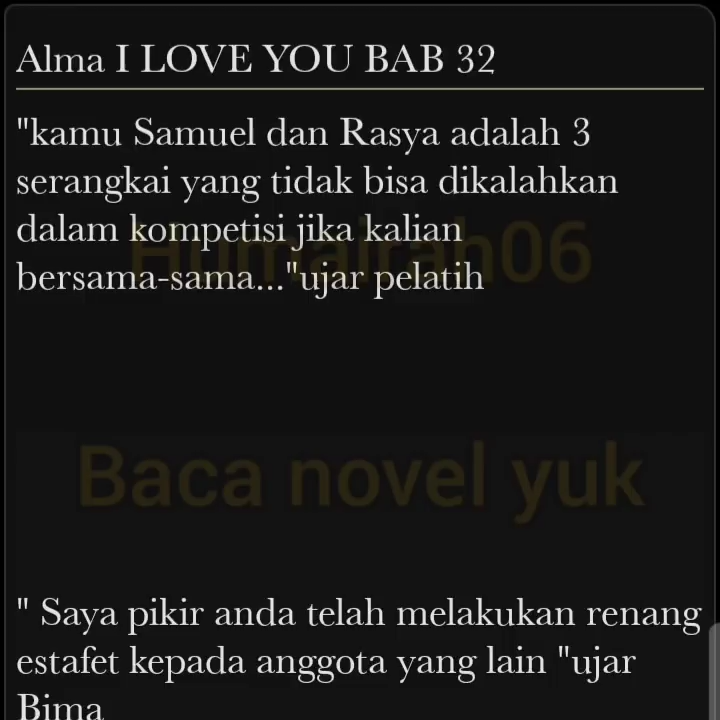 Alma I LOVE YOU BAB 32
"kamu Samuel dan Rasya adalah 3
serangkai yang tidak bisa dikalahkan
dalam kompetisi jika kalian
Humairah06
bersama-sama..."ujar pelatih
Baca novel yuk
" Saya pikir anda telah melakukan renang
estafet kepada anggota yang lain "ujar
Bima